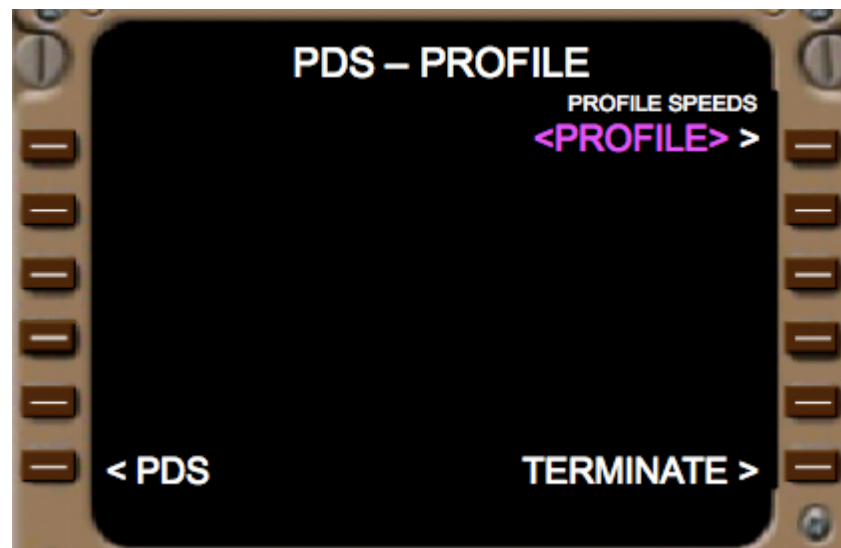 PDS – PROFILE
PROFILE SPEEDS
<PROFILE> >
< PDS
TERMINATE >